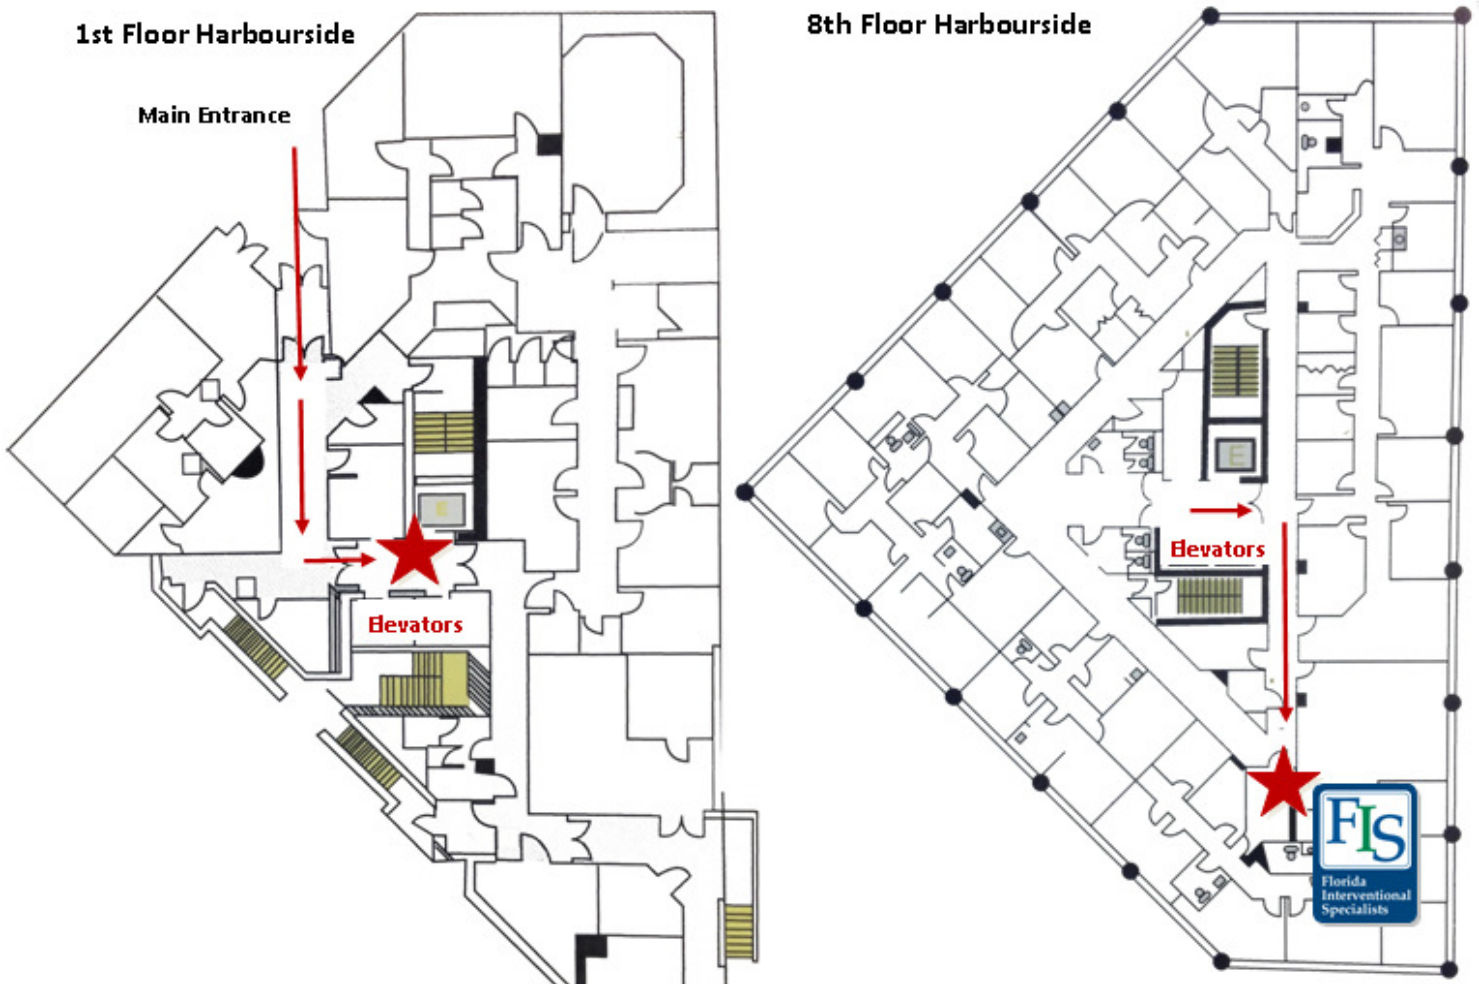 1st Floor Harbourside
Main Entrance
E
Elevators
8th Floor Harbourside
E
Elevators
FIS
Florida
Interventional
Specialists